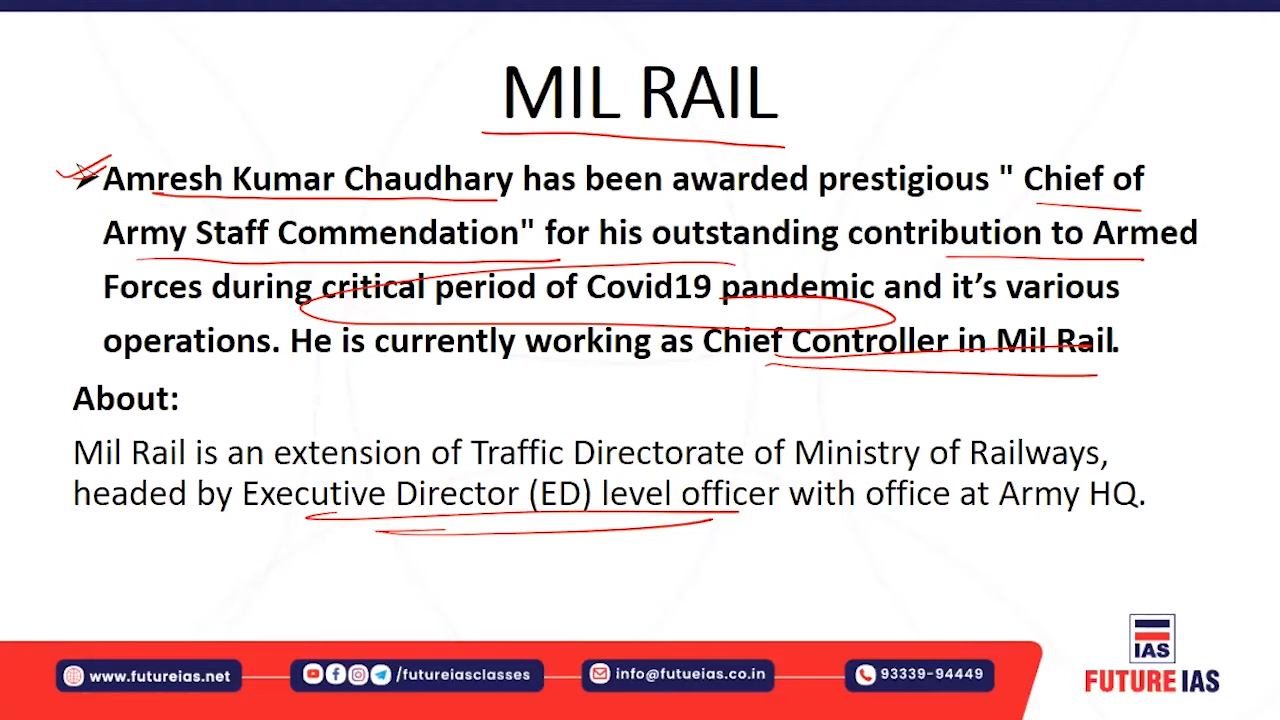 MIL RAIL
Amresh Kumar Chaudhary has been awarded prestigious " Chief of
Army Staff Commendation" for his outstanding contribution to Armed
Forces during critical period of Covid19 pandemic and it's various
operations. He is currently working as Chief Controller in Mil Rail.
About:
Mil Rail is an extension of Traffic Directorate of Ministry of Railways,
headed by Executive Director (ED) level officer with office at Army HQ.
www.futureias.net
/futureiasclasses
info@futueias.co.in
93339-94449
IAS
FUTURE IAS